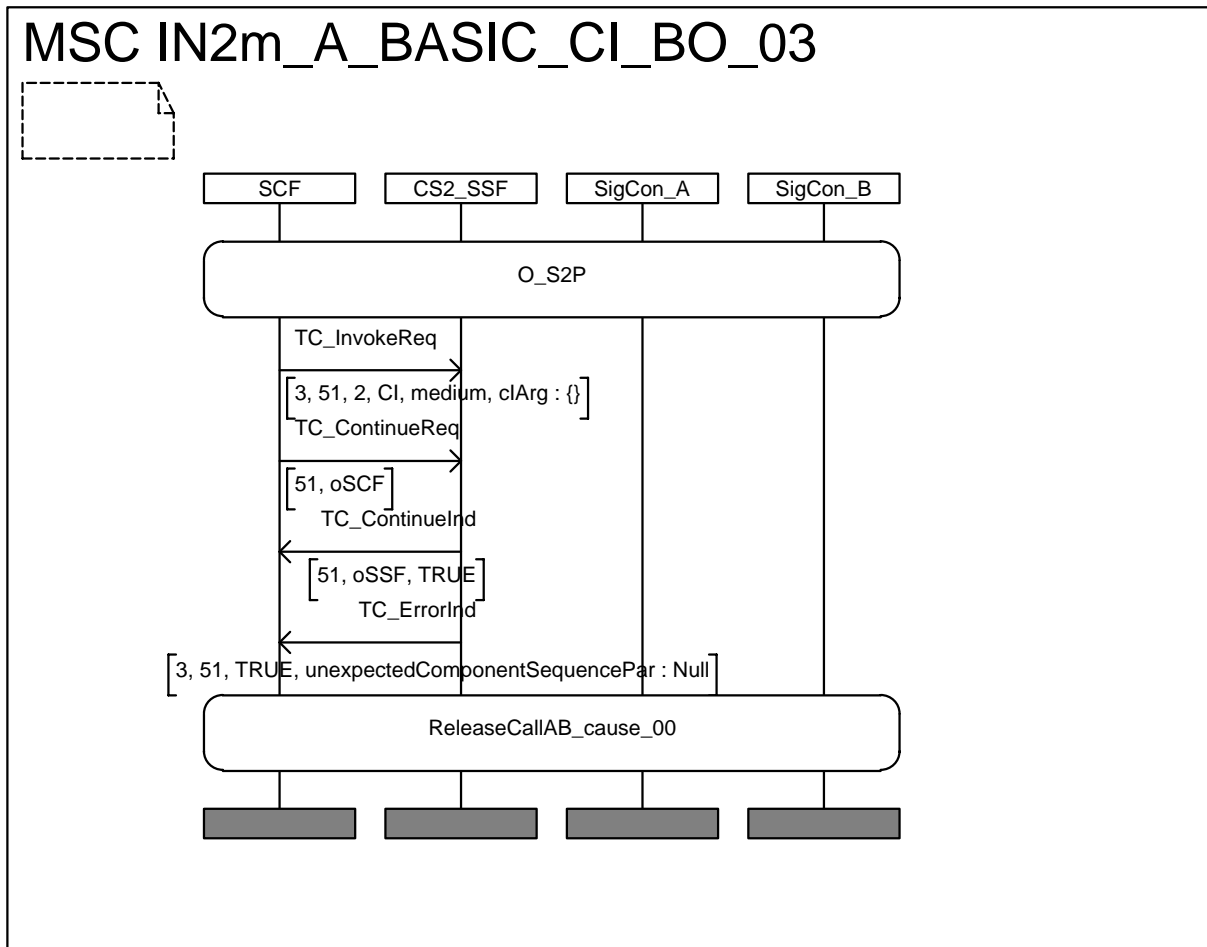 MSC IN2m_A_BASIC_CI_BO_03
SCF CS2_SSF SigCon_A SigCon_B
O_S2P
TC_InvokeReq
3, 51, 2, CI, medium, cIArg : {}
TC_ContinueReq
51, oSCF
TC_ContinueInd
51, oSSF, TRUE
TC_ErrorInd
3, 51, TRUE, unexpectedComponentSequencePar : Null
ReleaseCallAB_cause_00